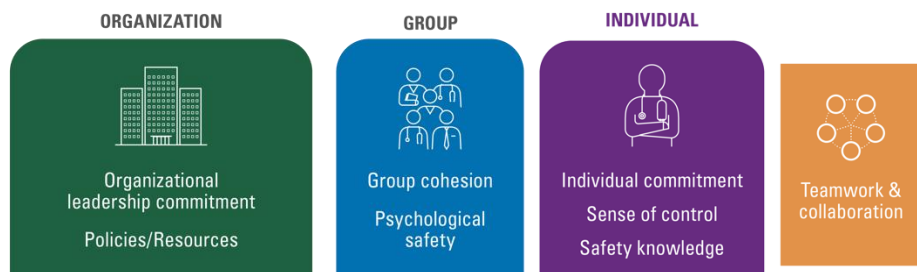 ORGANIZATION
GROUP
INDIVIDUAL
Organizational
leadership commitment
Policies/Resources
Group cohesion
Psychological
safety
Individual commitment
Sense of control
Safety knowledge
Teamwork &
collaboration